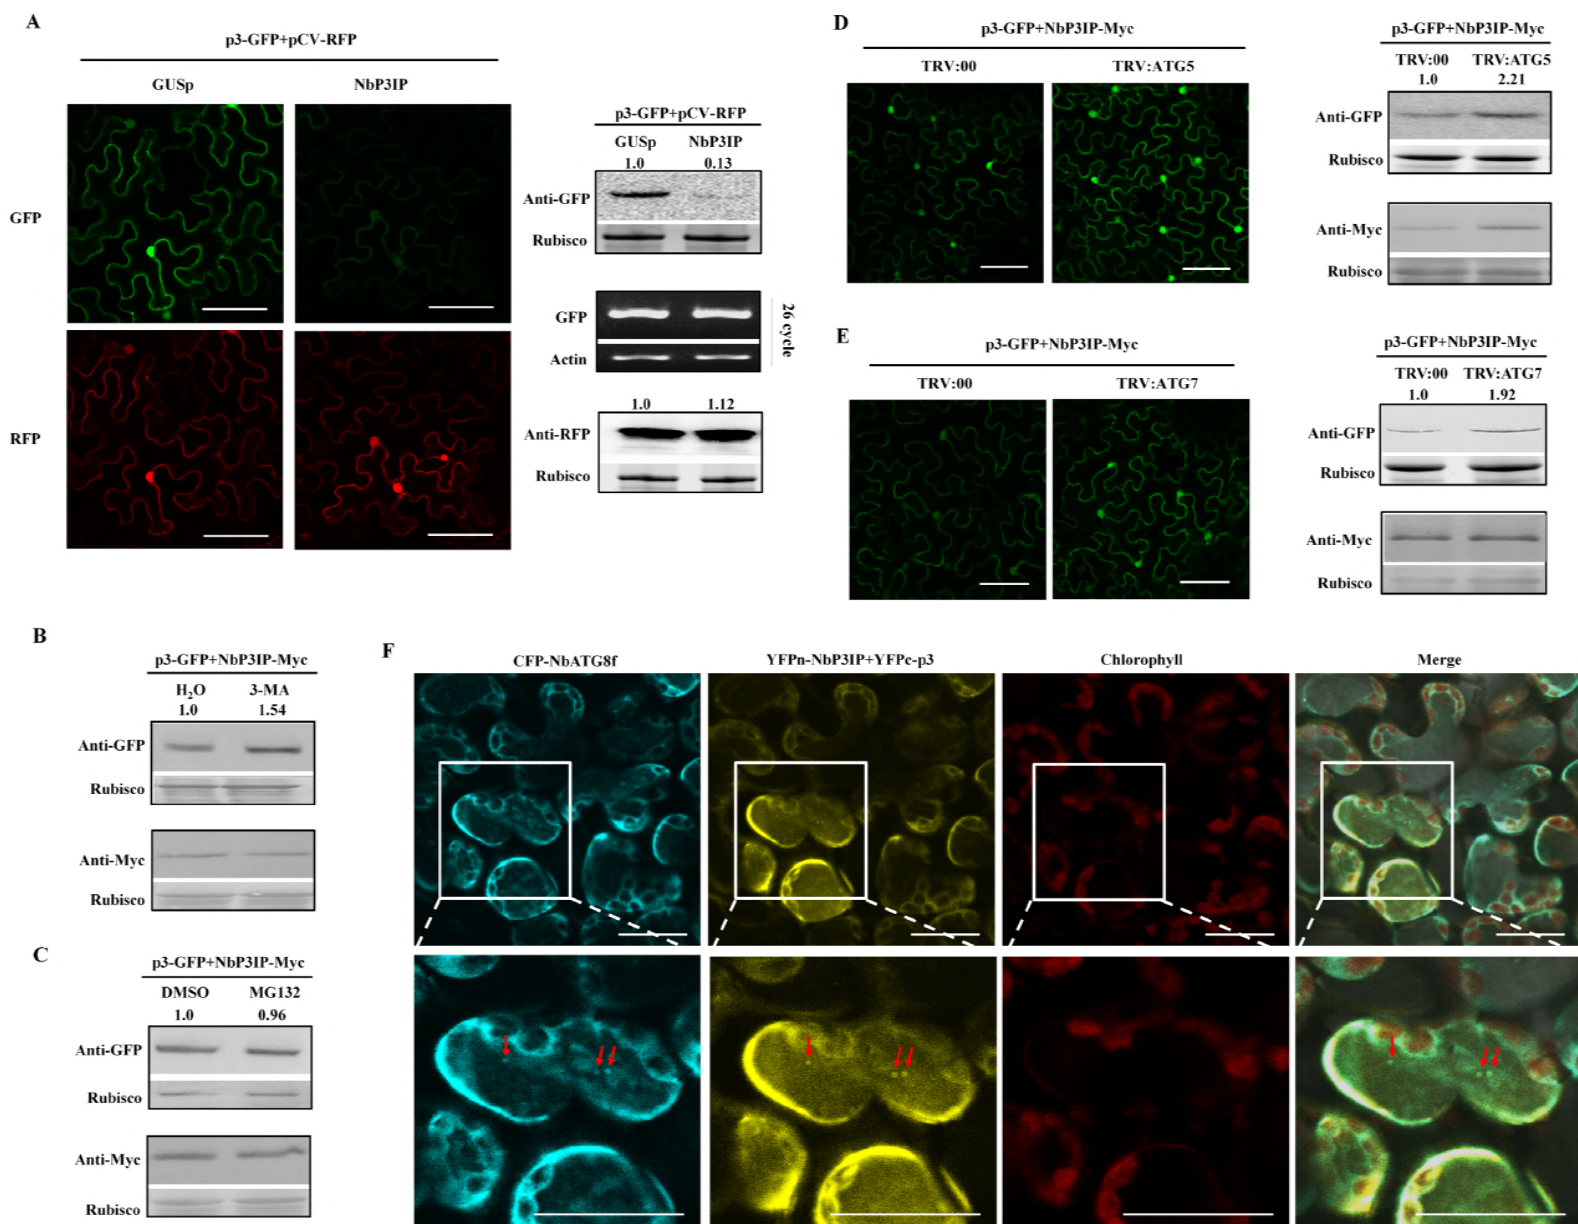 A
p3-GFP+pCV-RFP
GUSp NbP3IP
GFP
RFP
p3-GFP+pCV-RFP
GUSp NbP3IP
1.0 0.13
Anti-GFP
Rubisco
GFP
Actin
26 cycle
1.0 1.12
Anti-RFP
Rubisco
D
p3-GFP+NbP3IP-Myc
TRV:00 TRV:ATG5
p3-GFP+NbP3IP-Myc
TRV:00 TRV:ATG5
1.0 2.21
Anti-GFP
Rubisco
Anti-Myc
Rubisco
E
p3-GFP+NbP3IP-Myc
TRV:00 TRV:ATG7
p3-GFP+NbP3IP-Myc
TRV:00 TRV:ATG7
1.0 1.92
Anti-GFP
Rubisco
Anti-Myc
Rubisco
B
p3-GFP+NbP3IP-Myc
H₂O 3-MA
1.0 1.54
Anti-GFP
Rubisco
Anti-Myc
Rubisco
C
p3-GFP+NbP3IP-Myc
DMSO MG132
1.0 0.96
Anti-GFP
Rubisco
Anti-Myc
Rubisco
F
CFP-NbATG8f YFPn-NbP3IP+YFPc-p3 Chlorophyll Merge